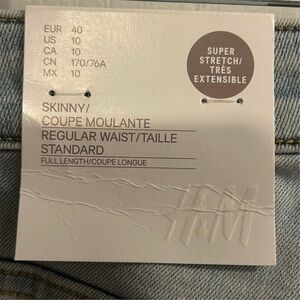 EUR 40
US 10
CA 10
CN 170/76A
MX 10
SUPER
STRETCH/
TRÈS
EXTENSIBLE
SKINNY/
COUPE MOULANTE
REGULAR WAIST/TAILLE
STANDARD
FULL LENGTH/COUPE LONGUE
H&M